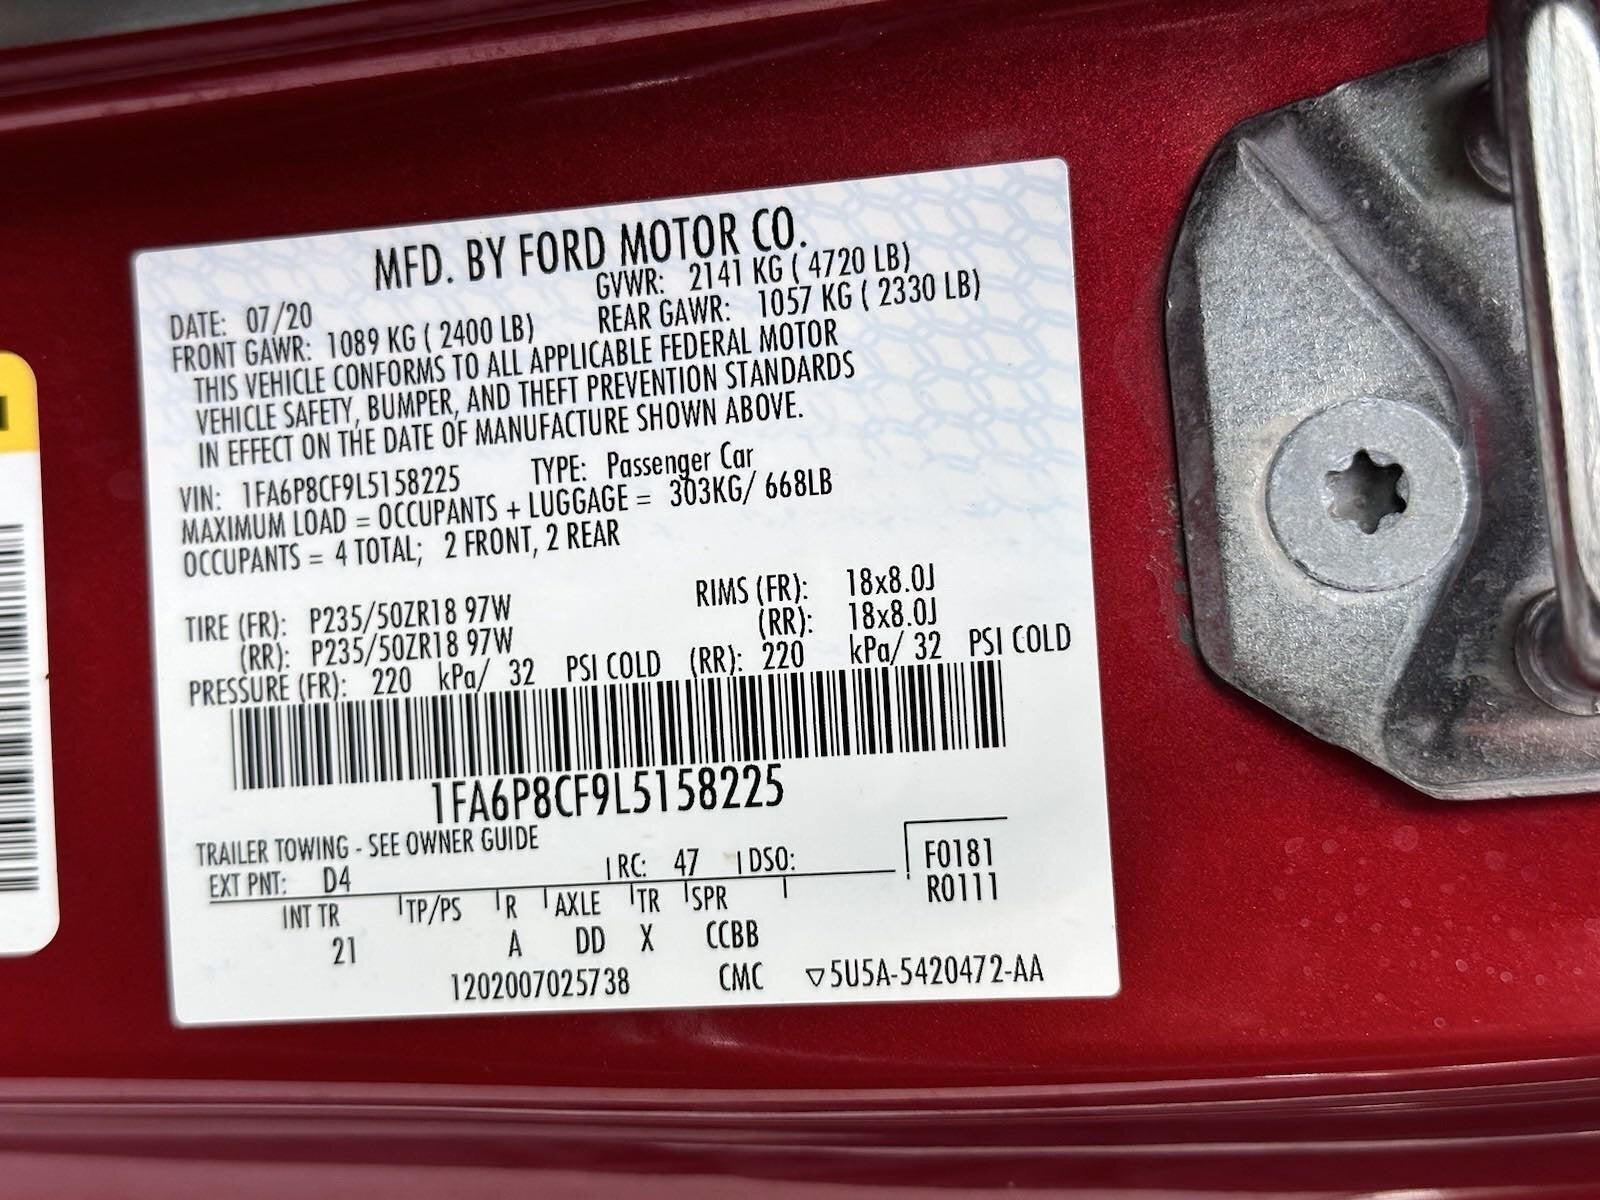 MFD. BY FORD MOTOR CO.
DATE: 07/20 GVWR: 2141 KG ( 4720 LB)
FRONT GAWR: 1089 KG ( 2400 LB) REAR GAWR: 1057 KG ( 2330 LB)
THIS VEHICLE CONFORMS TO ALL APPLICABLE FEDERAL MOTOR
VEHICLE SAFETY, BUMPER, AND THEFT PREVENTION STANDARDS
IN EFFECT ON THE DATE OF MANUFACTURE SHOWN ABOVE.
VIN: 1FA6P8CF9L5158225 TYPE: Passenger Car
MAXIMUM LOAD = OCCUPANTS + LUGGAGE = 303KG/ 668LB
OCCUPANTS = 4 TOTAL; 2 FRONT, 2 REAR
TIRE (FR): P235/50ZR18 97W RIMS (FR): 18x8.0J
(RR): P235/50ZR18 97W (RR): 18x8.0J
PRESSURE (FR): 220 kPa/ 32 PSI COLD (RR): 220 kPa/ 32 PSI COLD
1FA6P8CF9L5158225
TRAILER TOWING - SEE OWNER GUIDE
EXT PNT: D4 RC: 47 DSO: F0181
R0111
INT TR TP/PS R AXLE TR SPR
21 A DD X CCBB
1202007025738 CMC ▽5U5A-5420472-AA